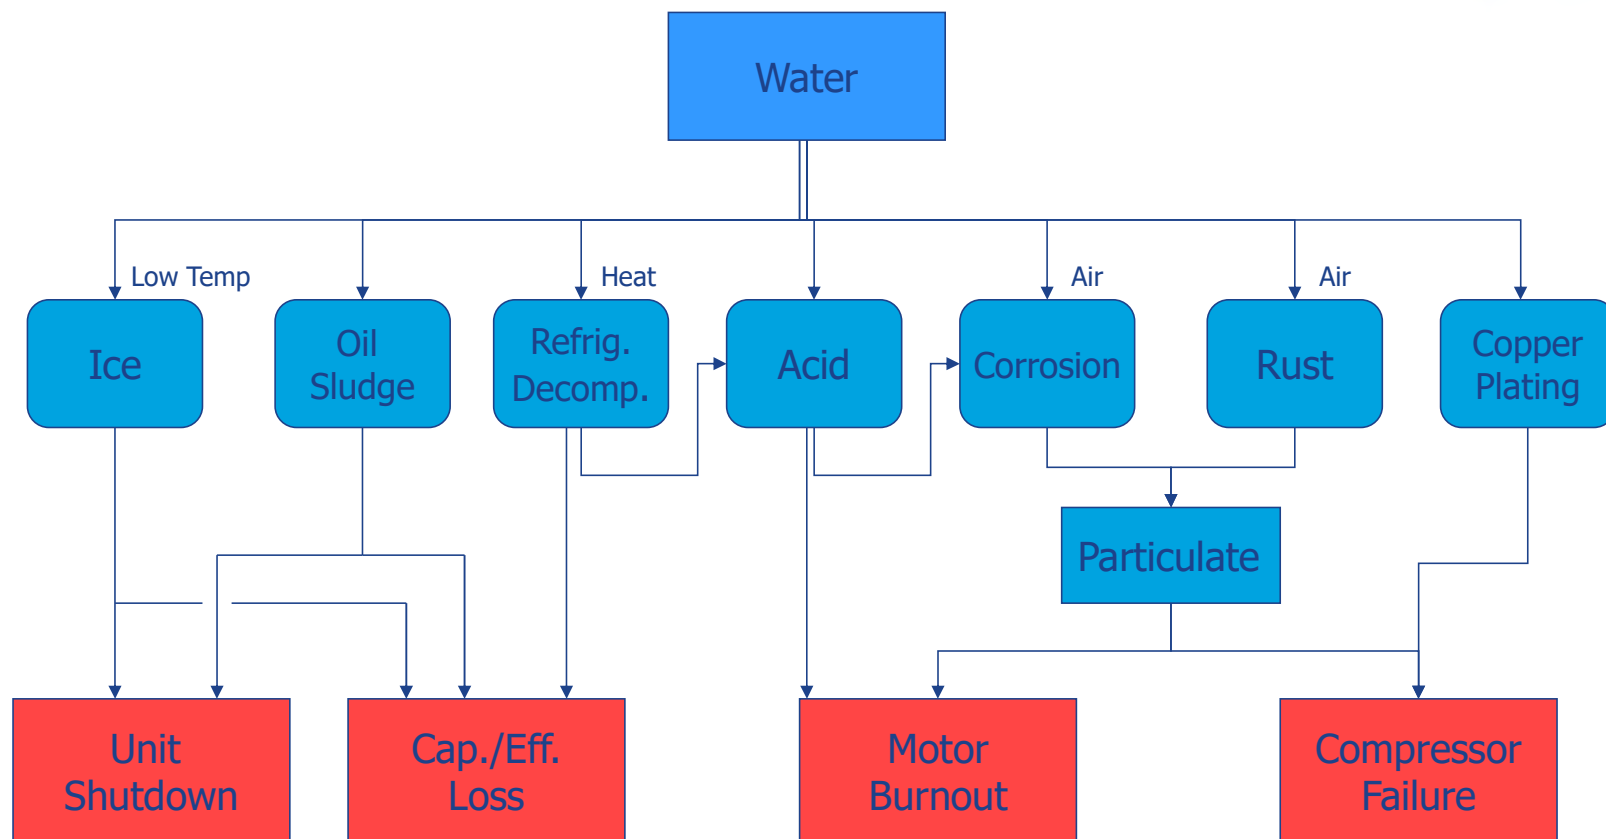 Water
Low Temp
Heat
Air
Air
Ice
Oil
Sludge
Refrig.
Decomp.
Acid
Corrosion
Rust
Copper
Plating
Particulate
Unit
Shutdown
Cap./Eff.
Loss
Motor
Burnout
Compressor
Failure